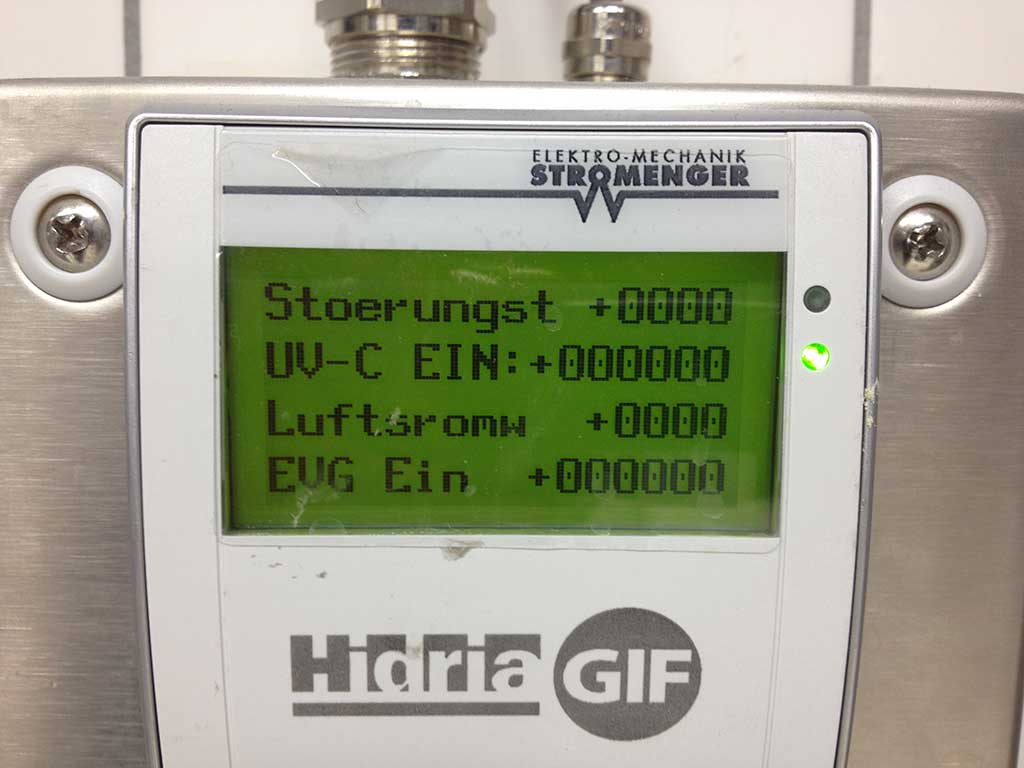 ELEKTRO-MECHANIK
STROMENGER
Stoerungst +0000
UV-C EIN:+000000
Luftsromw +0000
EVG Ein +000000
Hidria GIF